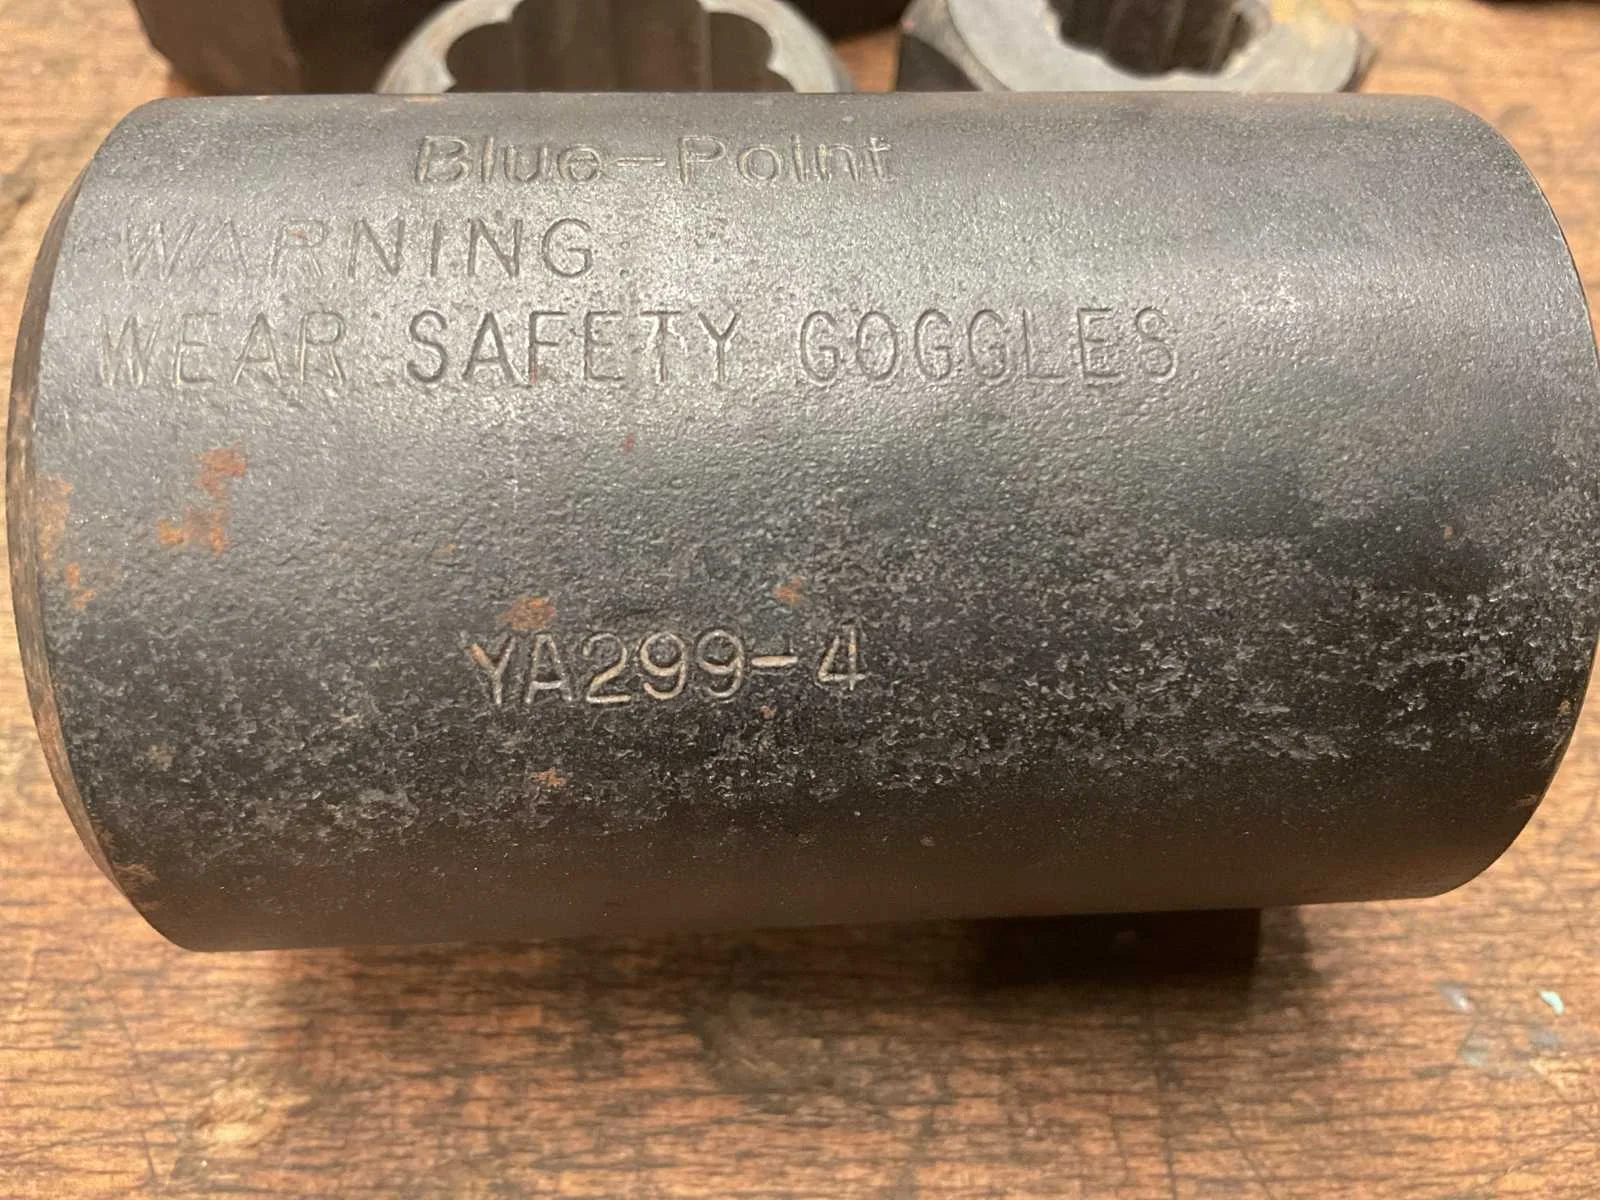 Blue-Point
WARNING
WEAR SAFETY GOGGLES
YA299-4